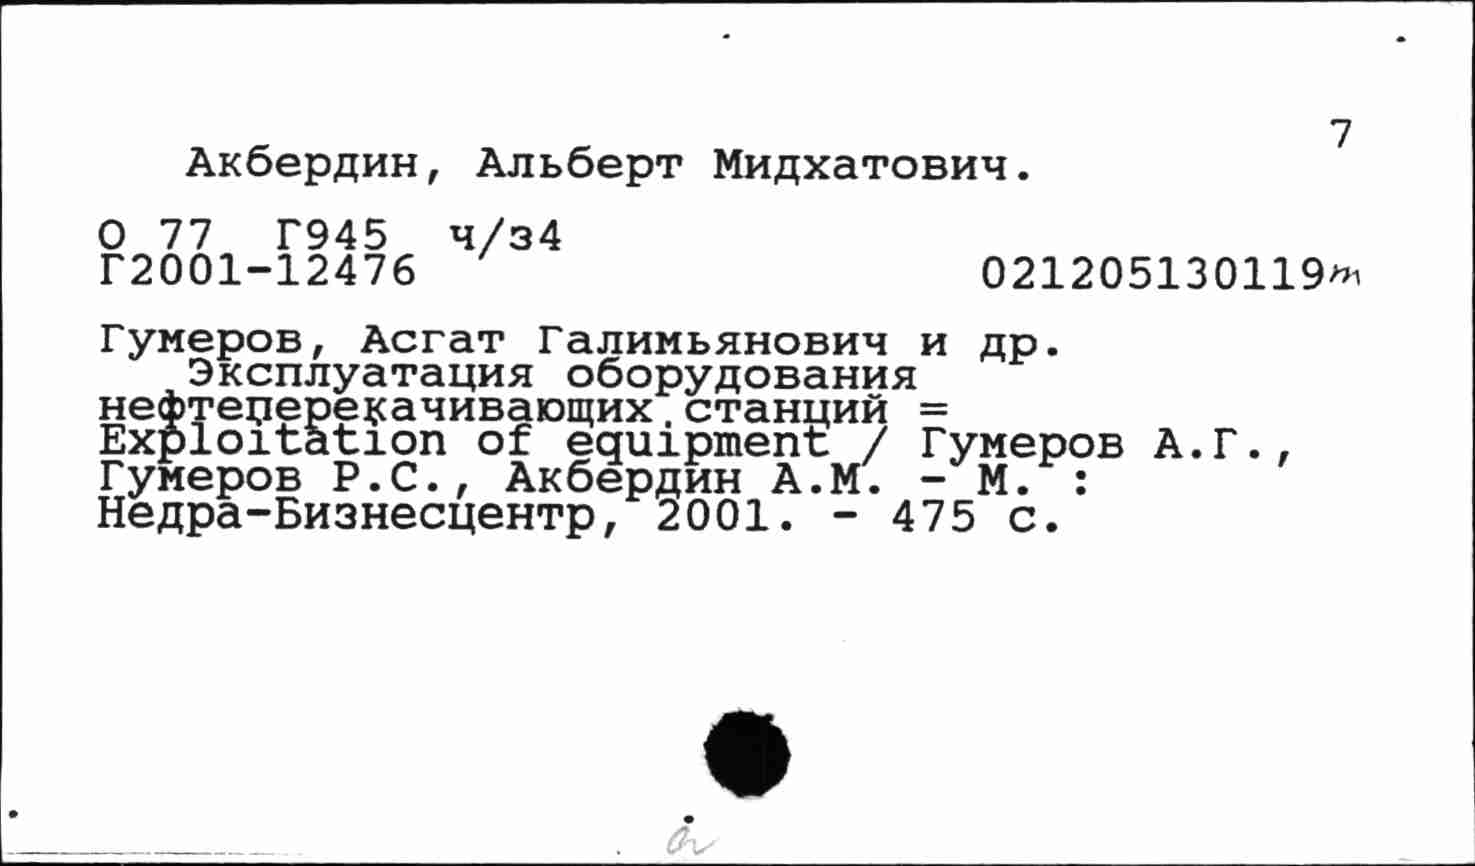 7
Акбердин, Альберт Мидхатович.
О 77 Г945 ч/з4
Г2001-12476 021205130119m
Гумеров, Асгат Галимьянович и др.
Эксплуатация оборудования
нефтеперекачивающих станций =
Exploitation of equipment / Гумеров А.Г.,
Гумеров Р.С., Акбердин А.М. - М. :
Недра-Бизнесцентр, 2001. - 475 с.